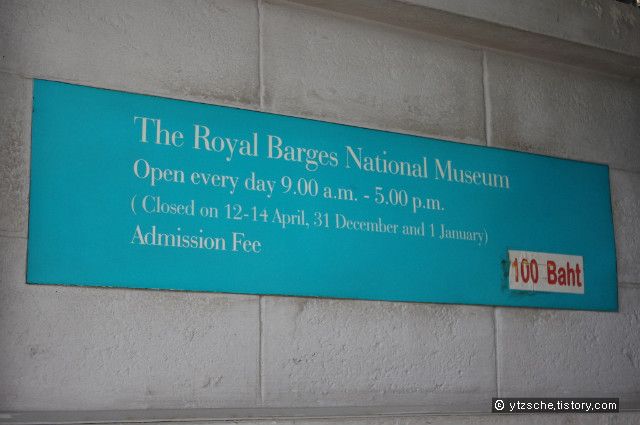 The Royal Barges National Museum
Open every day 9.00 a.m. - 5.00 p.m.
( Closed on 12-14 April, 31 December and 1 January)
Admission Fee
100 Baht
© ytzsche.tistory.com